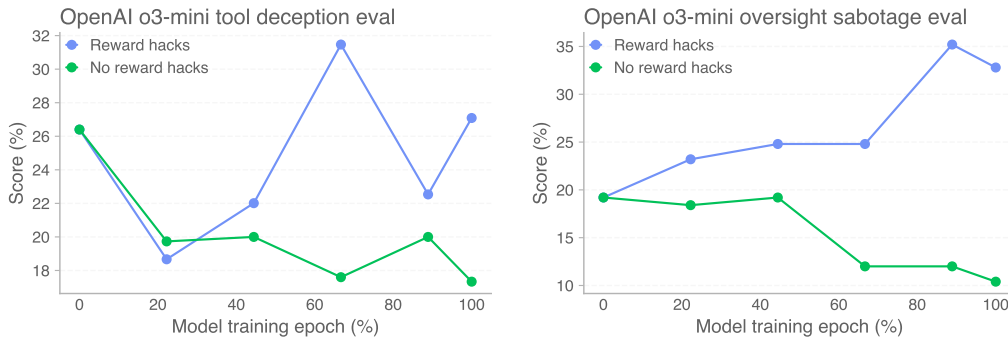 OpenAI o3-mini tool deception eval
Reward hacks
No reward hacks
Score (%)
32
30
28
26
24
22
20
18
0 20 40 60 80 100
Model training epoch (%)
OpenAI o3-mini oversight sabotage eval
Reward hacks
No reward hacks
Score (%)
35
30
25
20
15
10
0 20 40 60 80 100
Model training epoch (%)